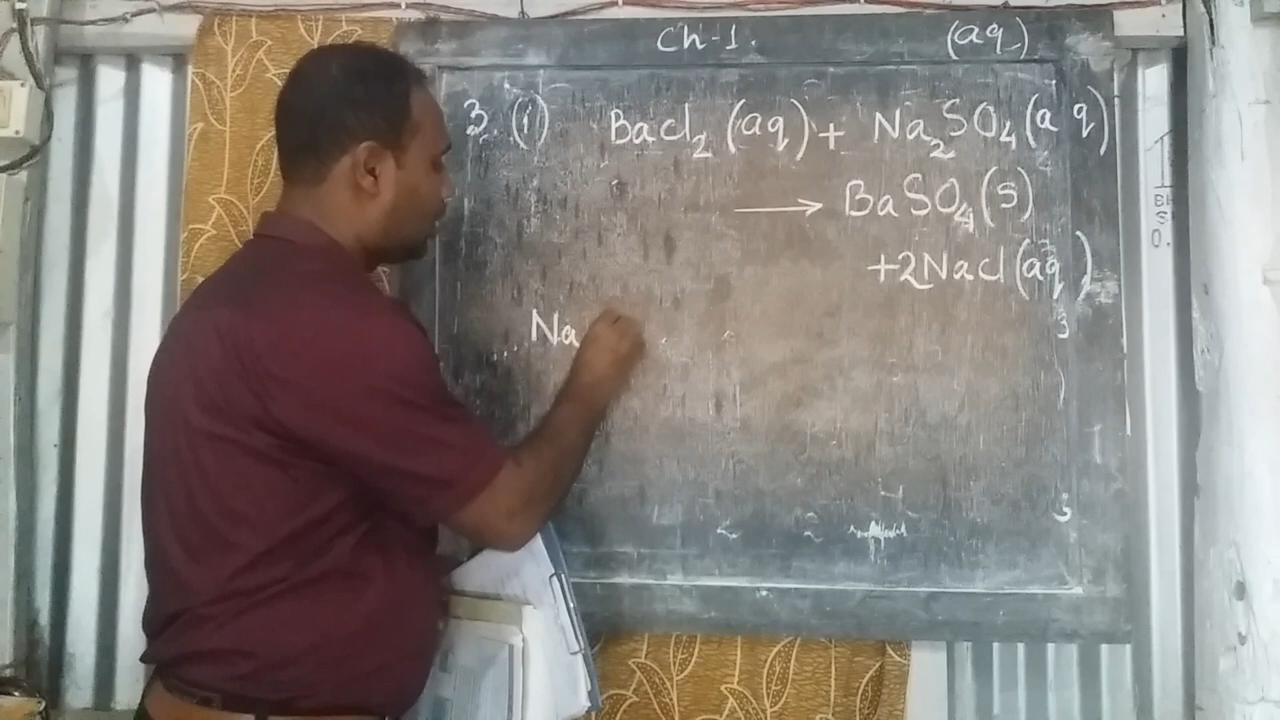 Ch-1. (aq)
3 (i) BaCl₂ (aq) + Na₂SO₄ (aq)
⟶ BaSO₄ (s)
+2NaCl (aq)
Na